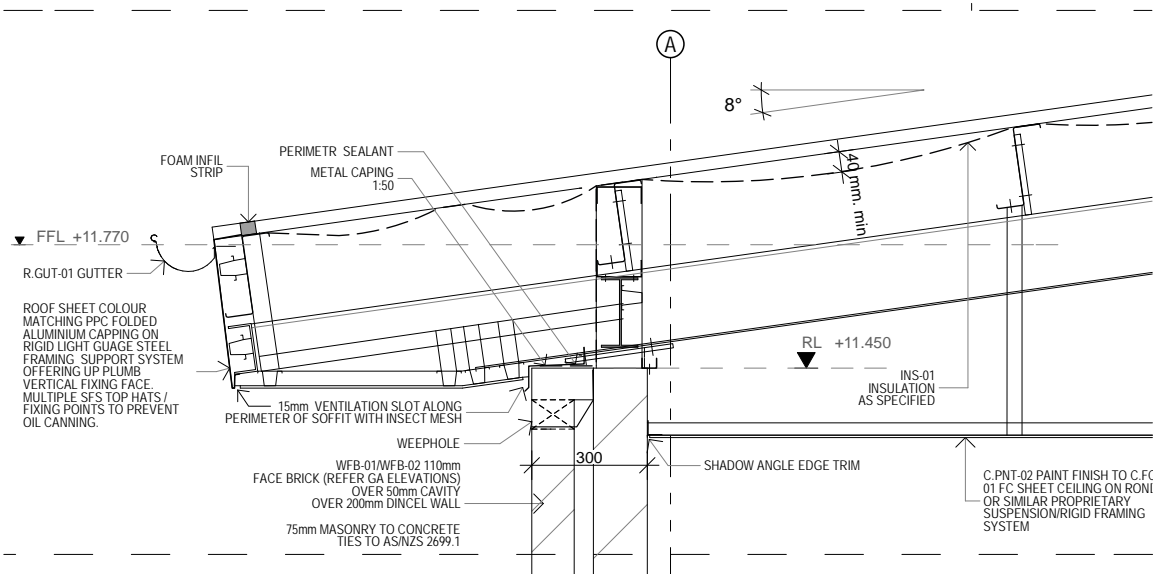 A
8°
PERIMETR SEALANT
FOAM INFIL
STRIP
METAL CAPING
1:50
40 mm. min
FFL +11.770
R.GUT-01 GUTTER
ROOF SHEET COLOUR
MATCHING PPC FOLDED
ALUMINIUM CAPPING ON
RIGID LIGHT GUAGE STEEL
FRAMING SUPPORT SYSTEM
OFFERING UP PLUMB
VERTICAL FIXING FACE.
MULTIPLE SFS TOP HATS /
FIXING POINTS TO PREVENT
OIL CANNING.
RL +11.450
INS-01
INSULATION
AS SPECIFIED
15mm VENTILATION SLOT ALONG
PERIMETER OF SOFFIT WITH INSECT MESH
WEEPHOLE
300
SHADOW ANGLE EDGE TRIM
WFB-01/WFB-02 110mm
FACE BRICK (REFER GA ELEVATIONS)
OVER 50mm CAVITY
OVER 200mm DINCEL WALL
75mm MASONRY TO CONCRETE
TIES TO AS/NZS 2699.1
C.PNT-02 PAINT FINISH TO
01 FC SHEET CEILING ON
OR SIMILAR PROPRIETARY
SUSPENSION/RIGID FRAMING
SYSTEM